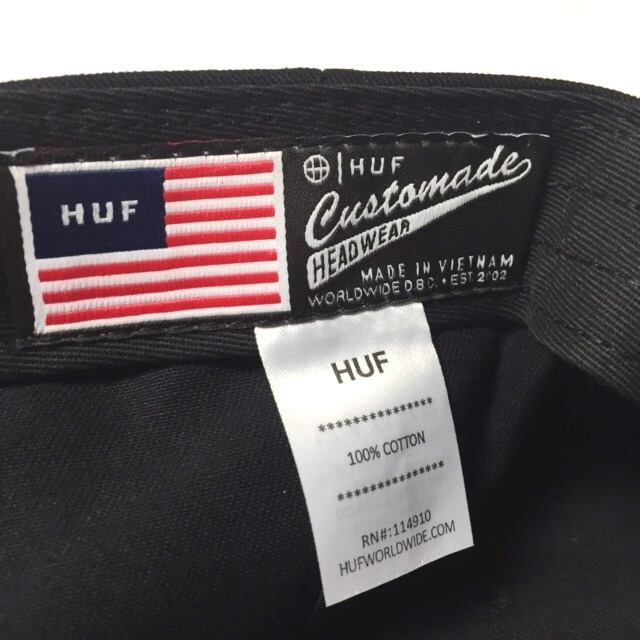 HUF
HUF
Customade
HEADWEAR
MADE IN VIETNAM
WORLDWIDE D.B.C. • EST. 2002
HUF
***************
100% COTTON
***************
RN#:114910
HUFWORLDWIDE.COM